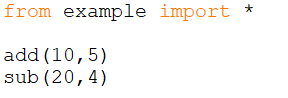 from example import *
add(10,5)
sub(20,4)